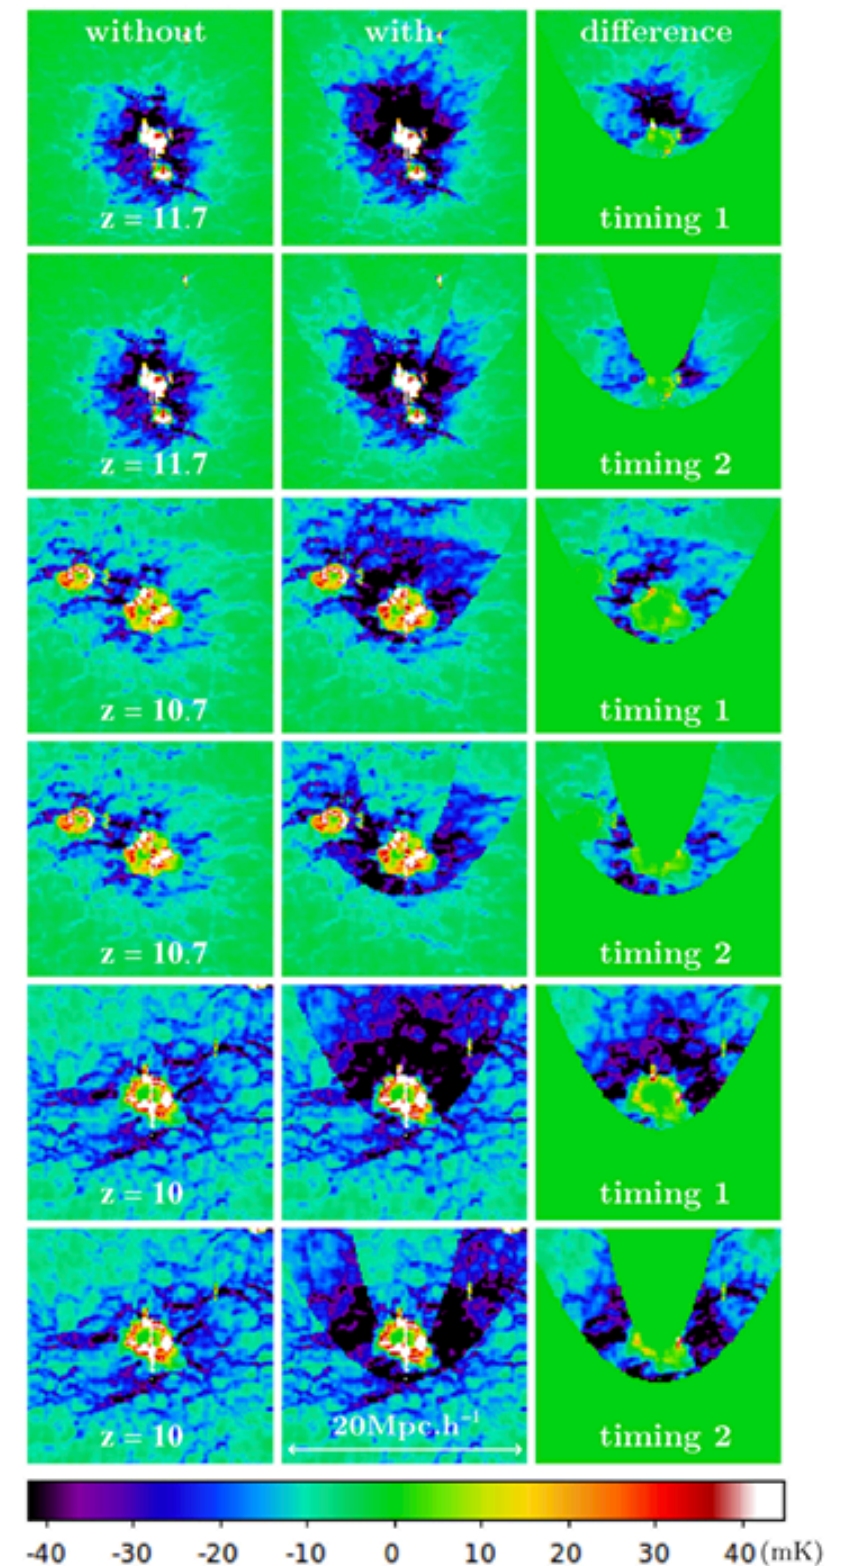 without with difference
z = 11.7 timing 1
z = 11.7 timing 2
z = 10.7 timing 1
z = 10.7 timing 2
z = 10 timing 1
20Mpc.h⁻¹
z = 10 timing 2
-40 -30 -20 -10 0 10 20 30 40 (mK)